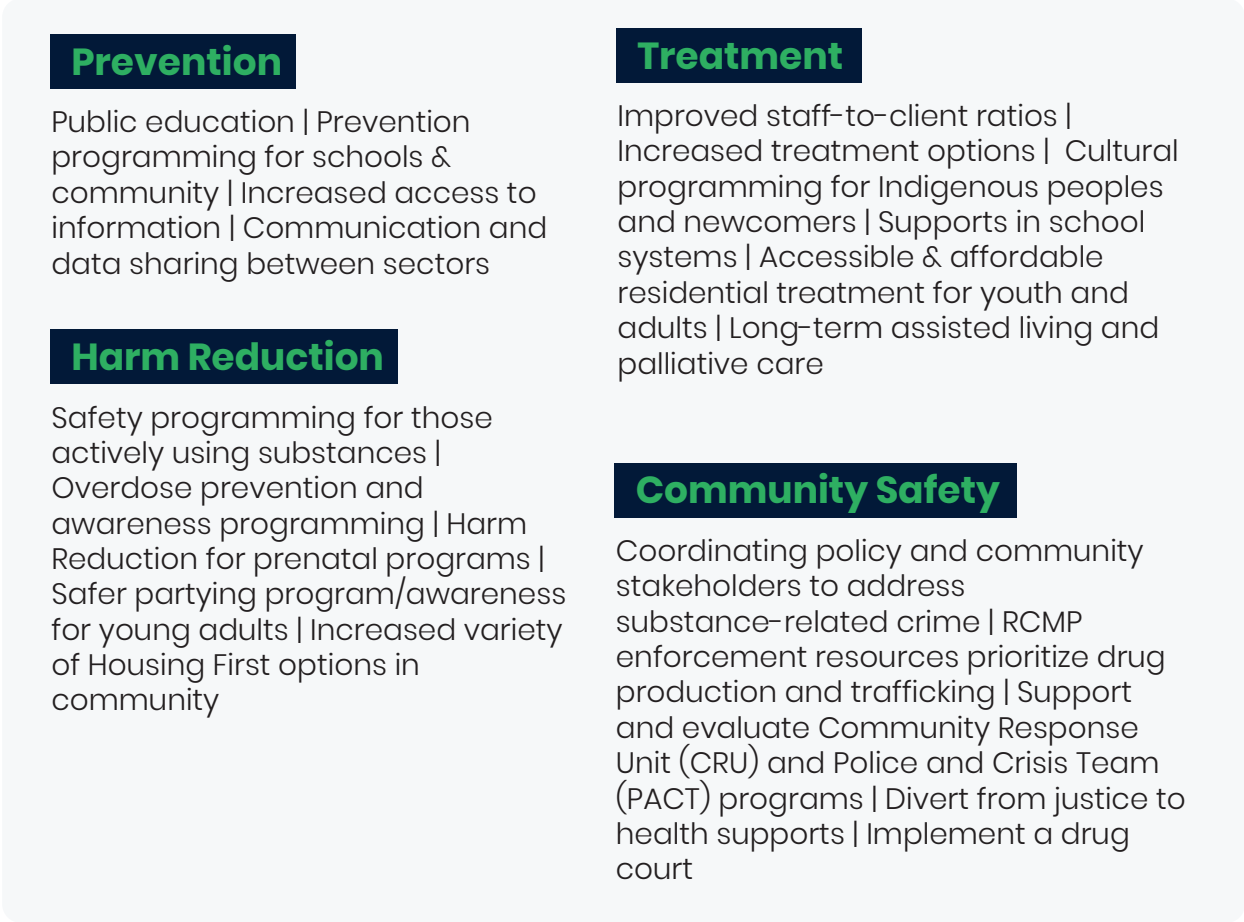 Prevention
Public education | Prevention
programming for schools &
community | Increased access to
information | Communication and
data sharing between sectors
Harm Reduction
Safety programming for those
actively using substances |
Overdose prevention and
awareness programming | Harm
Reduction for prenatal programs |
Safer partying program/awareness
for young adults | Increased variety
of Housing First options in
community
Treatment
Improved staff-to-client ratios |
Increased treatment options |  Cultural
programming for Indigenous peoples
and newcomers | Supports in school
systems | Accessible & affordable
residential treatment for youth and
adults | Long-term assisted living and
palliative care
Community Safety
Coordinating policy and community
stakeholders to address
substance-related crime | RCMP
enforcement resources prioritize drug
production and trafficking | Support
and evaluate Community Response
Unit (CRU) and Police and Crisis Team
(PACT) programs | Divert from justice to
health supports | Implement a drug
court